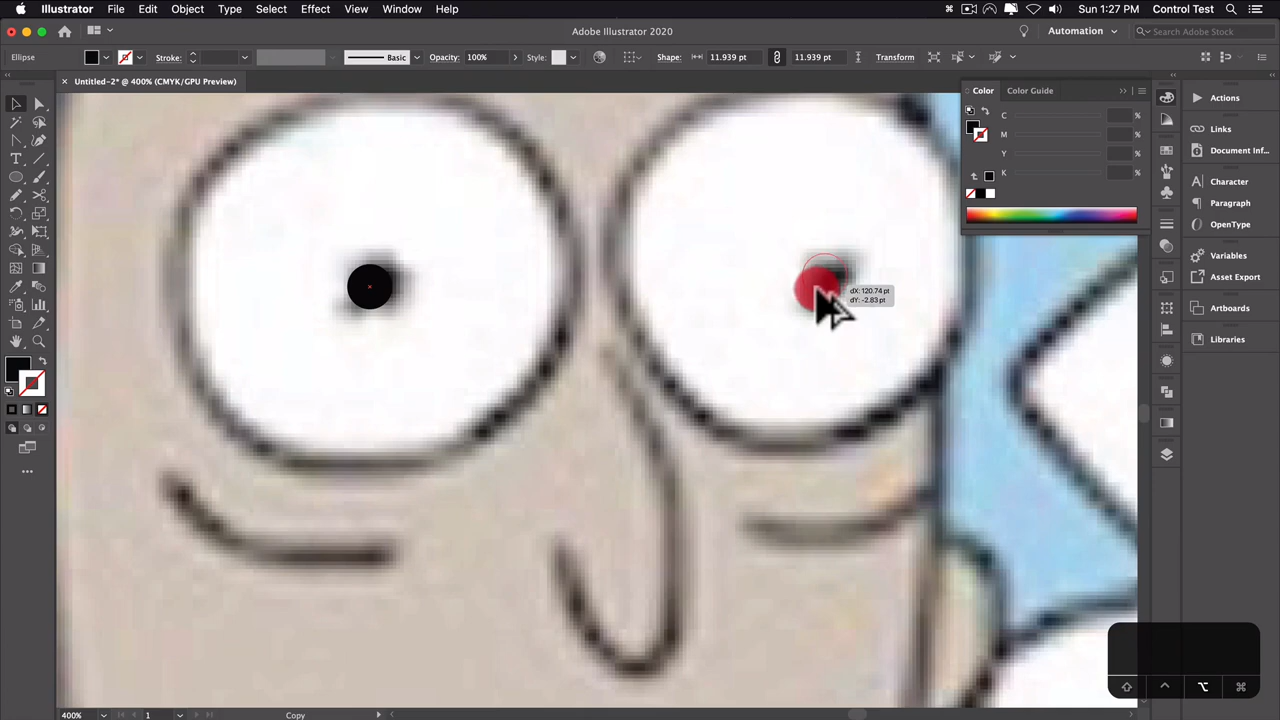 Illustrator File Edit Object Type Select Effect View Window Help Sun 1:27 PM Control Test
Adobe Illustrator 2020 Automation Search Adobe Stock
Ellipse Stroke: Basic Opacity: 100% Style: Shape: 11.939 pt 11.939 pt Transform
× Untitled-2* @ 400% (CMYK/GPU Preview)
Color Color Guide
C %
M %
Y %
K %
Actions
Links
Document Inf...
Character
Paragraph
OpenType
Variables
Asset Export
Artboards
Libraries
dX: 120.74 pt
dY: -2.83 pt
400% 1 Copy